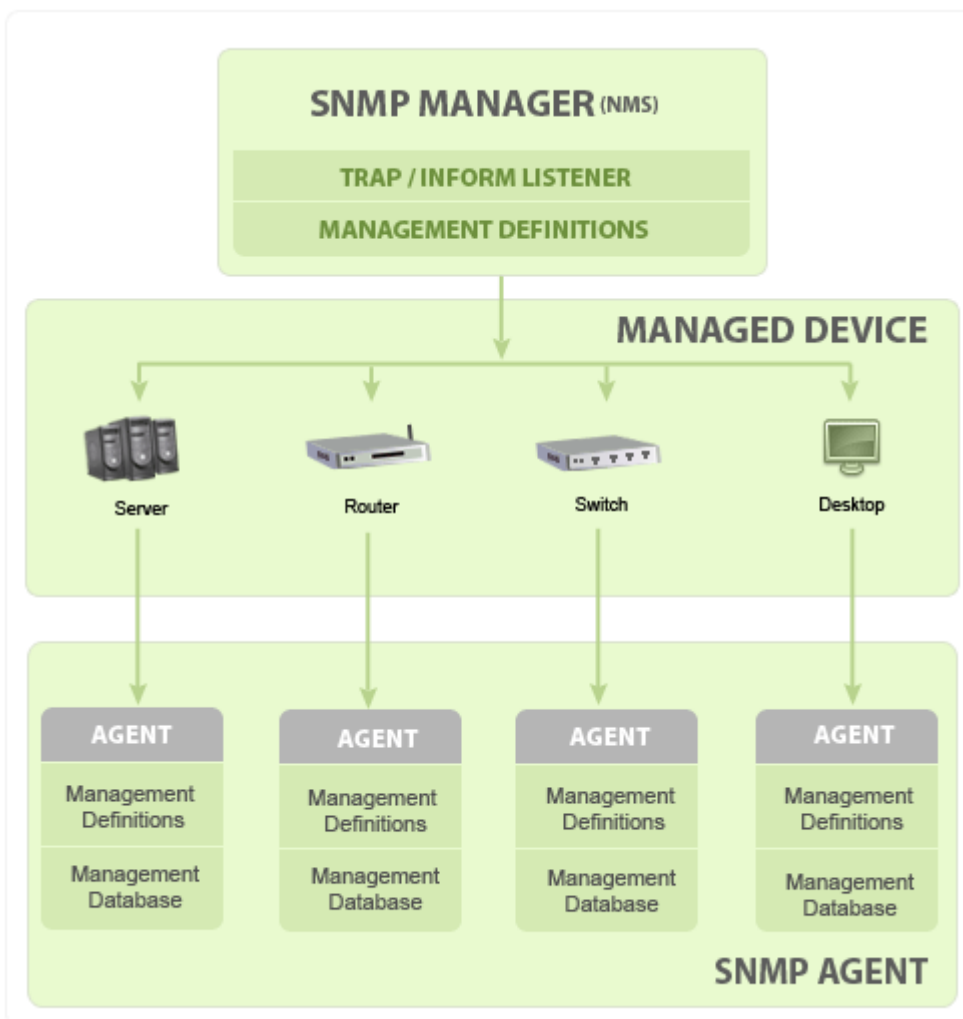 SNMP MANAGER (NMS)
TRAP / INFORM LISTENER
MANAGEMENT DEFINITIONS
MANAGED DEVICE
Server
Router
Switch
Desktop
AGENT
Management
Definitions
Management
Database
AGENT
Management
Definitions
Management
Database
AGENT
Management
Definitions
Management
Database
AGENT
Management
Definitions
Management
Database
SNMP AGENT